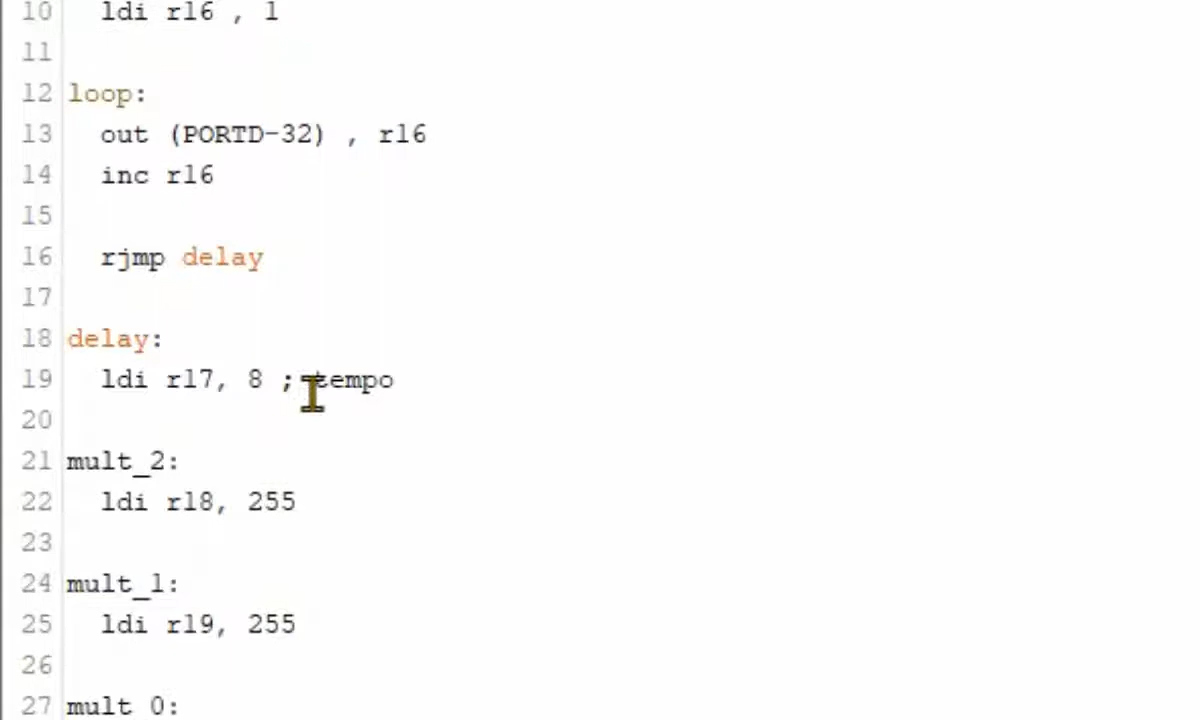 10 ldi r16 , 1
11
12 loop:
13 out (PORTD-32) , r16
14 inc r16
15
16 rjmp delay
17
18 delay:
19 ldi r17, 8 ; tempo
20
21 mult_2:
22 ldi r18, 255
23
24 mult_1:
25 ldi r19, 255
26
27 mult_0: